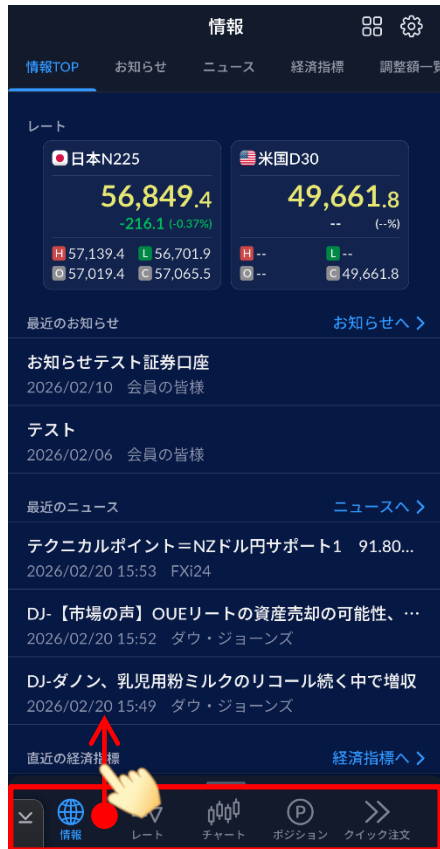 情報
情報TOP お知らせ ニュース 経済指標 調整額一覧
レート
日本N225 米国D30
56,849.4 49,661.8
-216.1 (-0.37%) -- (--%)
H 57,139.4 L 56,701.9 H -- L --
O 57,019.4 C 57,065.5 O -- C 49,661.8
最近のお知らせ お知らせへ
お知らせテスト証券口座
2026/02/10 会員の皆様
テスト
2026/02/06 会員の皆様
最近のニュース ニュースへ
テクニカルポイント＝NZドル円サポート1 91.80...
2026/02/20 15:53 FXi24
DJ-【市場の声】OUEリートの資産売却の可能性、…
2026/02/20 15:52 ダウ・ジョーンズ
DJ-ダノン、乳児用粉ミルクのリコール続く中で増収
2026/02/20 15:49 ダウ・ジョーンズ
直近の経済指標 経済指標へ
情報 レート チャート ポジション クイック注文